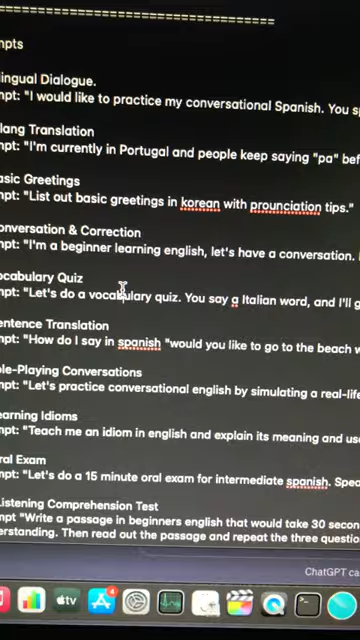 mpts
lingual Dialogue.
mpt: "I would like to practice my conversational Spanish. You
lang Translation
mpt: "I'm currently in Portugal and people keep saying "pa" bef
asic Greetings
mpt: "List out basic greetings in korean with prounciation tips."
onversation & Correction
mpt: "I'm a beginner learning english, let's have a conversation.
ocabulary Quiz
mpt: "Let's do a vocabulary quiz. You say a Italian word, and I'll g
entence Translation
mpt: "How do I say in spanish "would you like to go to the beach w
ole-Playing Conversations
mpt: "Let's practice conversational english by simulating a real-life
earning Idioms
mpt: "Teach me an idiom in english and explain its meaning and us
ral Exam
mpt: "Let's do a 15 minute oral exam for intermediate spanish. Spea
Listening Comprehension Test
mpt "Write a passage in beginners english that would take 30 secon
erstanding. Then read out the passage and repeat the three questio
ChatGPT ca
tv
4